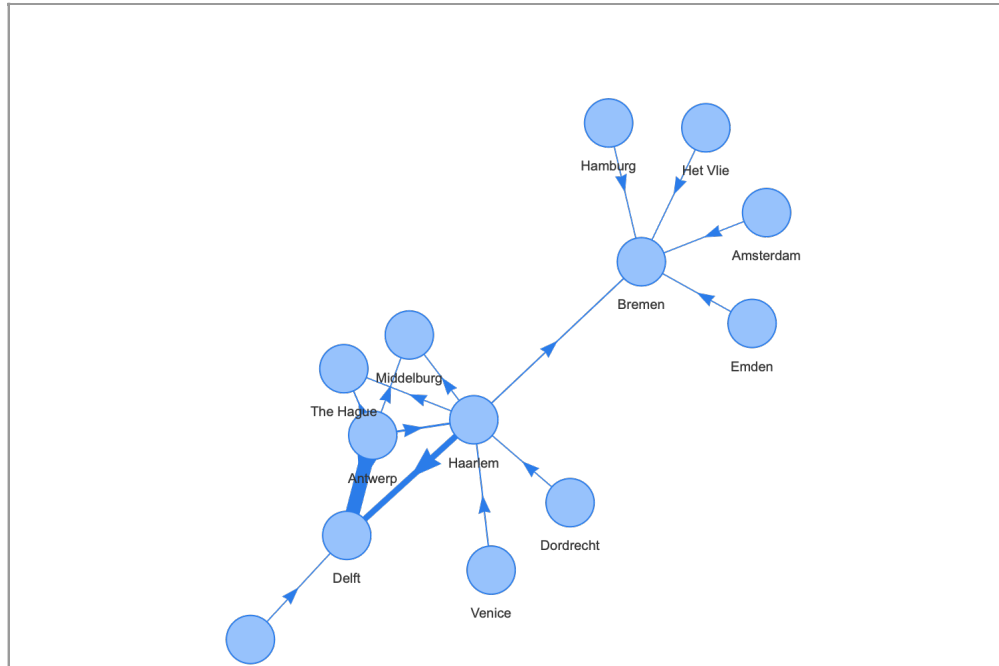 Hamburg
Het Vlie
Amsterdam
Bremen
Emden
Middelburg
The Hague
Haarlem
Antwerp
Dordrecht
Delft
Venice